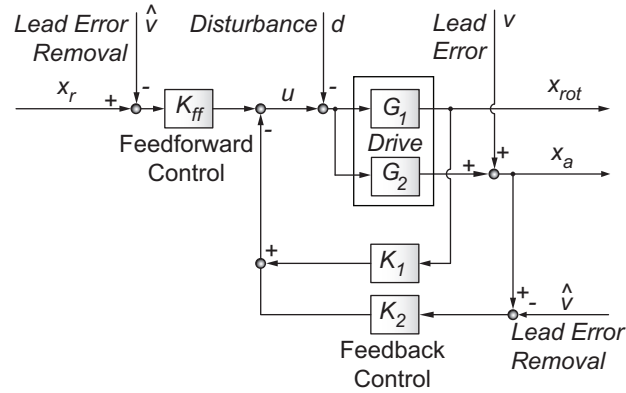 Lead Error
Removal
v̂
Disturbance d
Lead
Error
v
x_r
+
-
K_ff
Feedforward
Control
-
u
-
G_1
Drive
G_2
x_rot
+
+
x_a
+
K_1
K_2
Feedback
Control
+
-
v̂
Lead Error
Removal